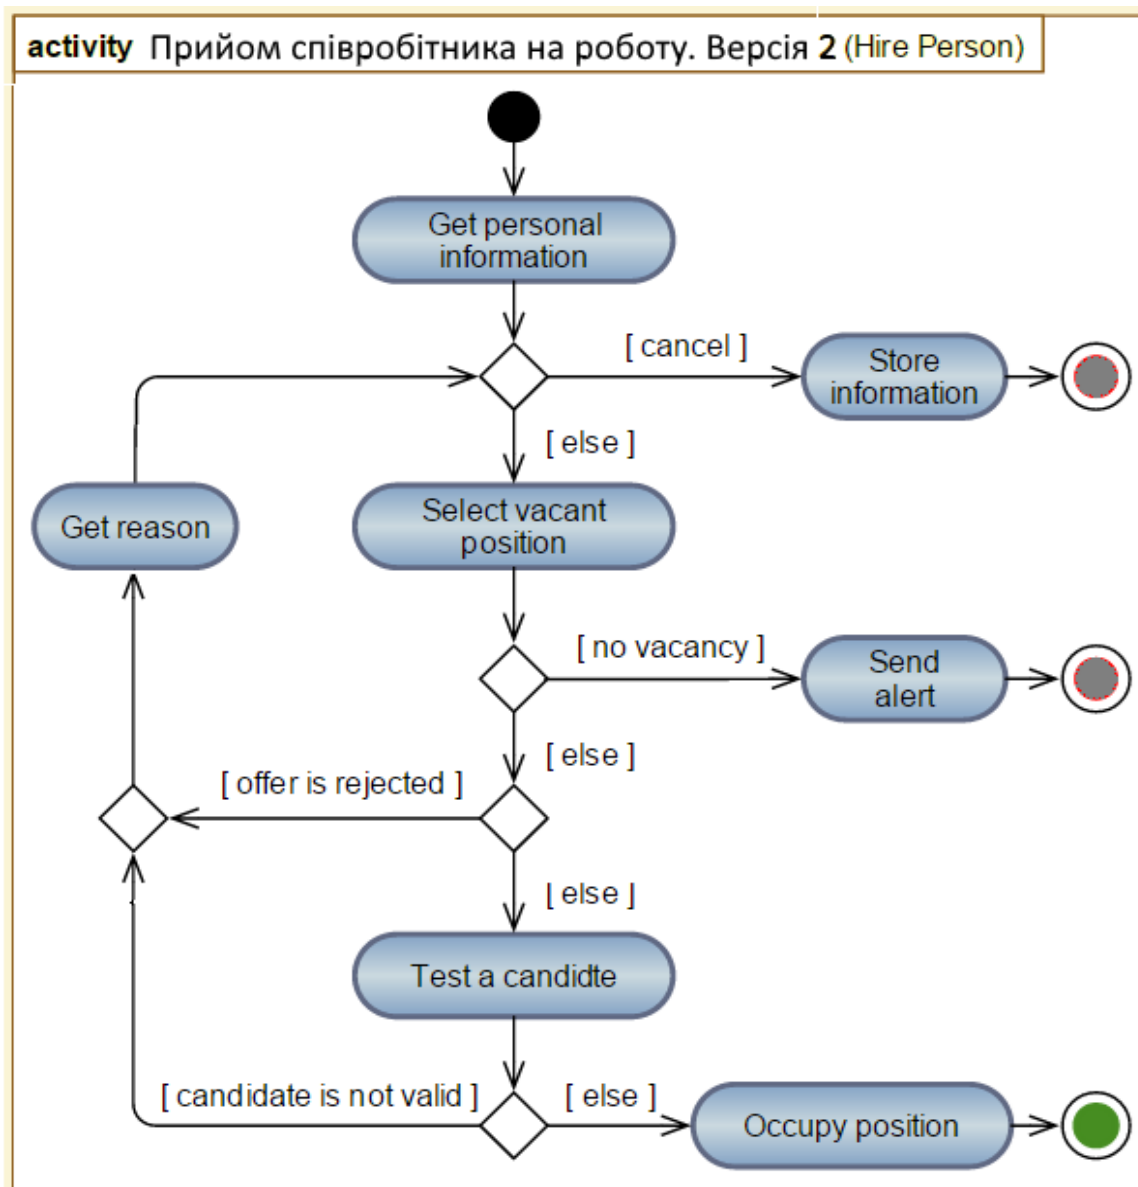 activity Прийом співробітника на роботу. Версія 2 (Hire Person)
Get personal
information
[ cancel ]
Store
information
[ else ]
Get reason
Select vacant
position
[ no vacancy ]
Send
alert
[ else ]
[ offer is rejected ]
[ else ]
Test a candidte
[ candidate is not valid ]
[ else ]
Occupy position